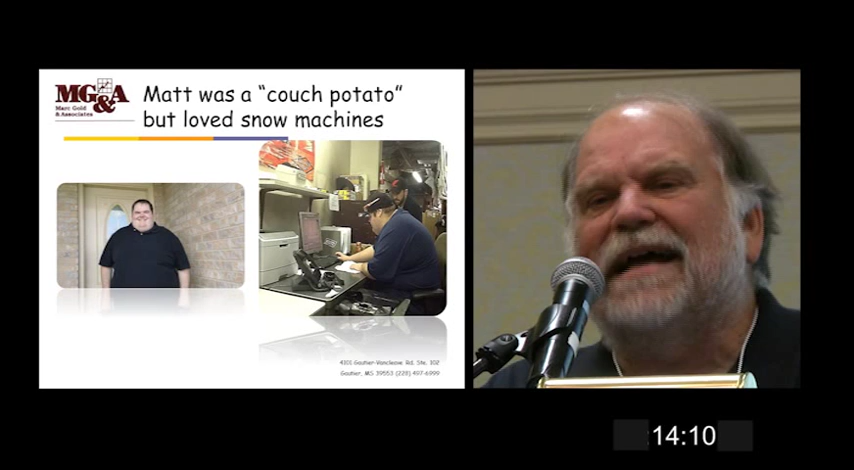 MG&A
Marc Gold
& Associates
Matt was a “couch potato”
but loved snow machines
4101 Gautier-Vancleave Rd. Ste. 102
Gautier, MS 39553 (228) 497-6999
:14:10